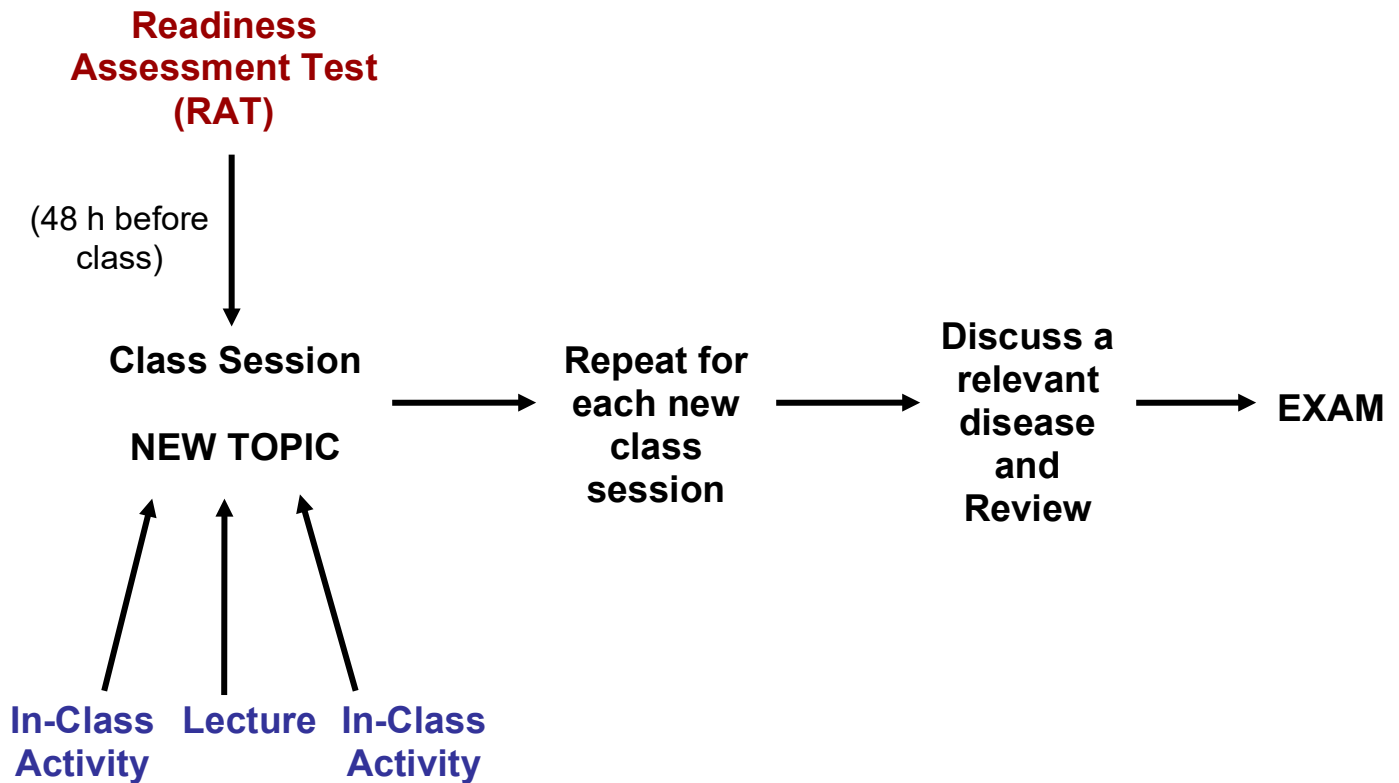 Readiness
Assessment Test
(RAT)
(48 h before
class)
Class Session
NEW TOPIC
Repeat for
each new
class
session
Discuss a
relevant
disease
and
Review
EXAM
In-Class
Activity
Lecture
In-Class
Activity